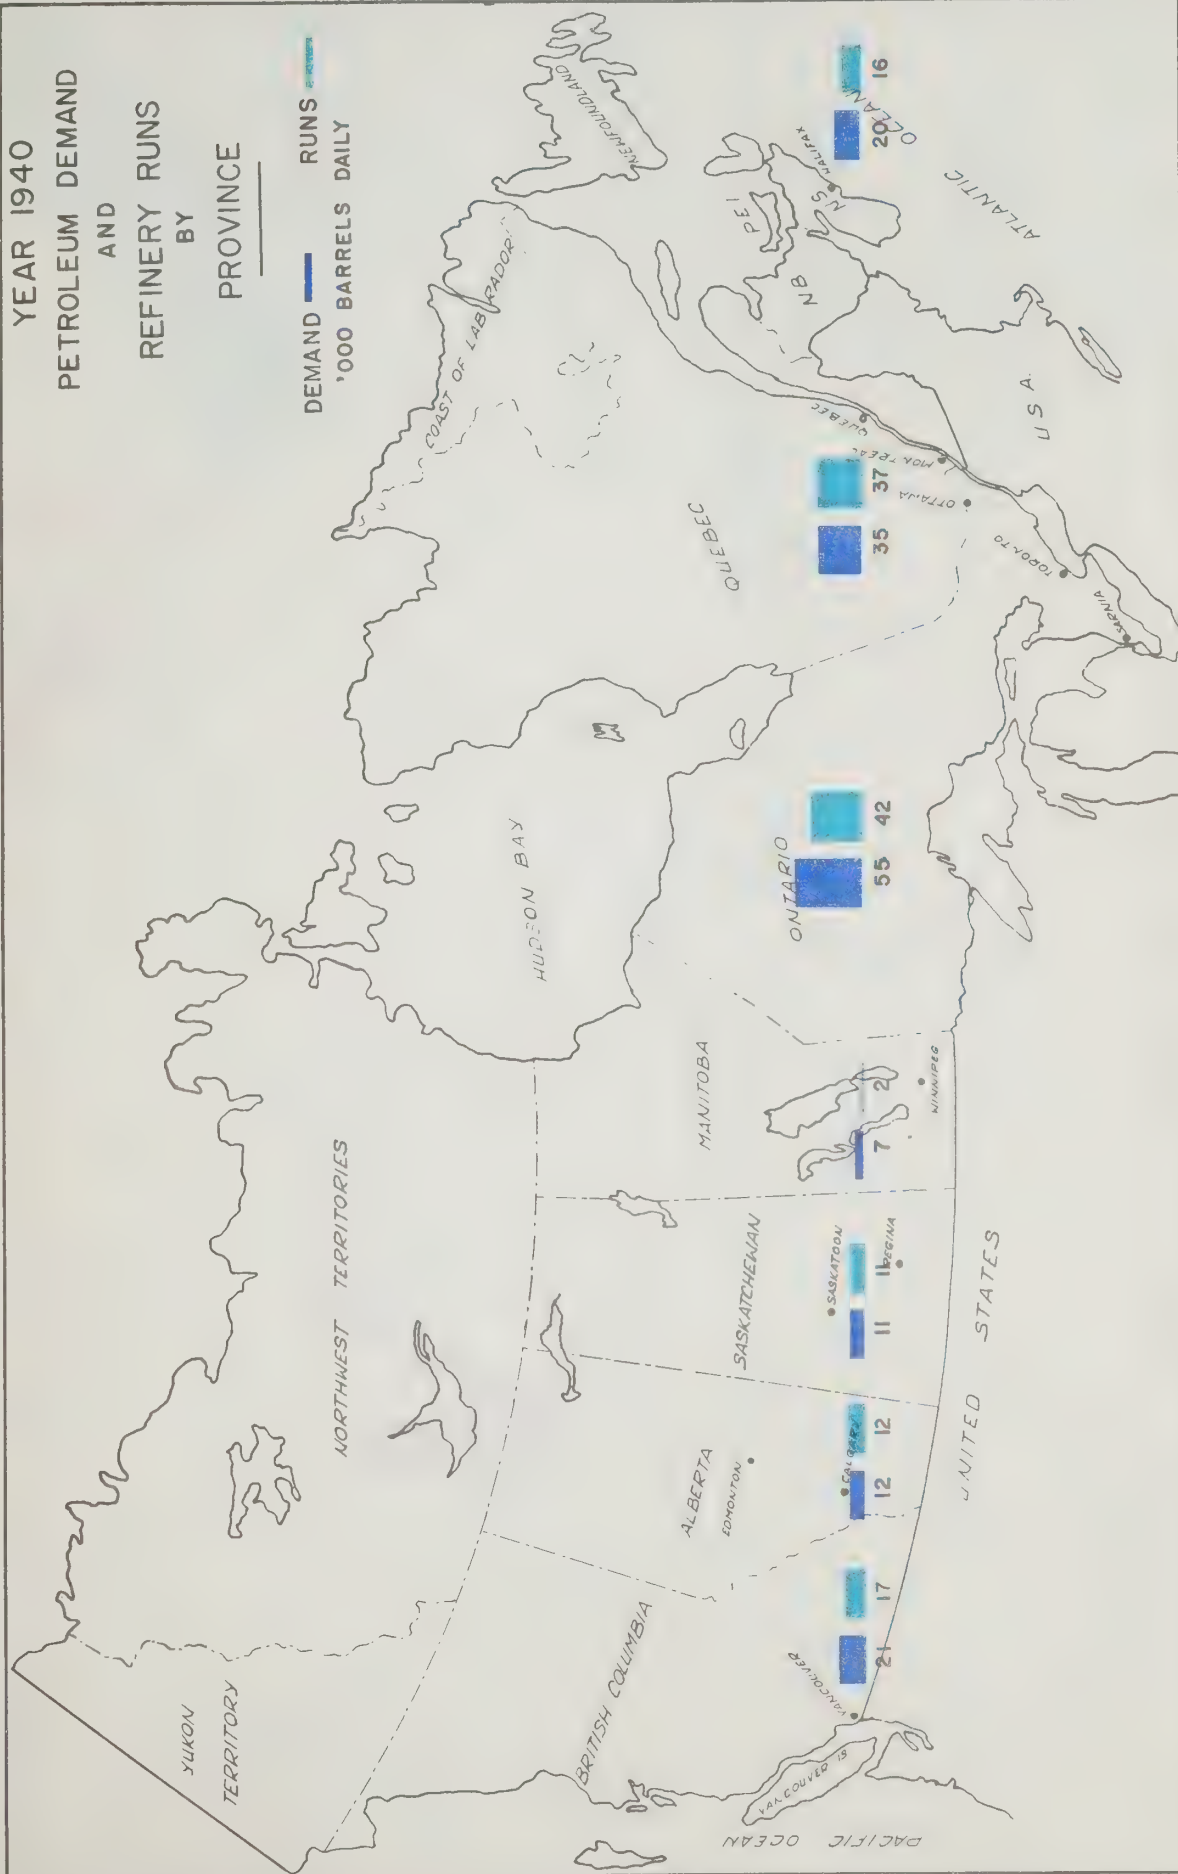 YEAR 1940
PETROLEUM DEMAND
AND
REFINERY RUNS
BY
PROVINCE
DEMAND RUNS
'000 BARRELS DAILY
YUKON
TERRITORY
NORTHWEST TERRITORIES
HUDSON BAY
COAST OF LABRADOR
NEWFOUNDLAND
BRITISH COLUMBIA
ALBERTA
EDMONTON
CALGARY
SASKATCHEWAN
SASKATOON
REGINA
MANITOBA
WINNIPEG
ONTARIO
QUEBEC
QUEBEC
MONTREAL
OTTAWA
TORONTO
SARNIA
PEI
NB
NS
HALIFAX
VANCOUVER
VANCOUVER IS
PACIFIC OCEAN
ATLANTIC
OCEAN
UNITED STATES
U S A.
21 17
12 12
11 11
7 2
55 42
35 37
20 16